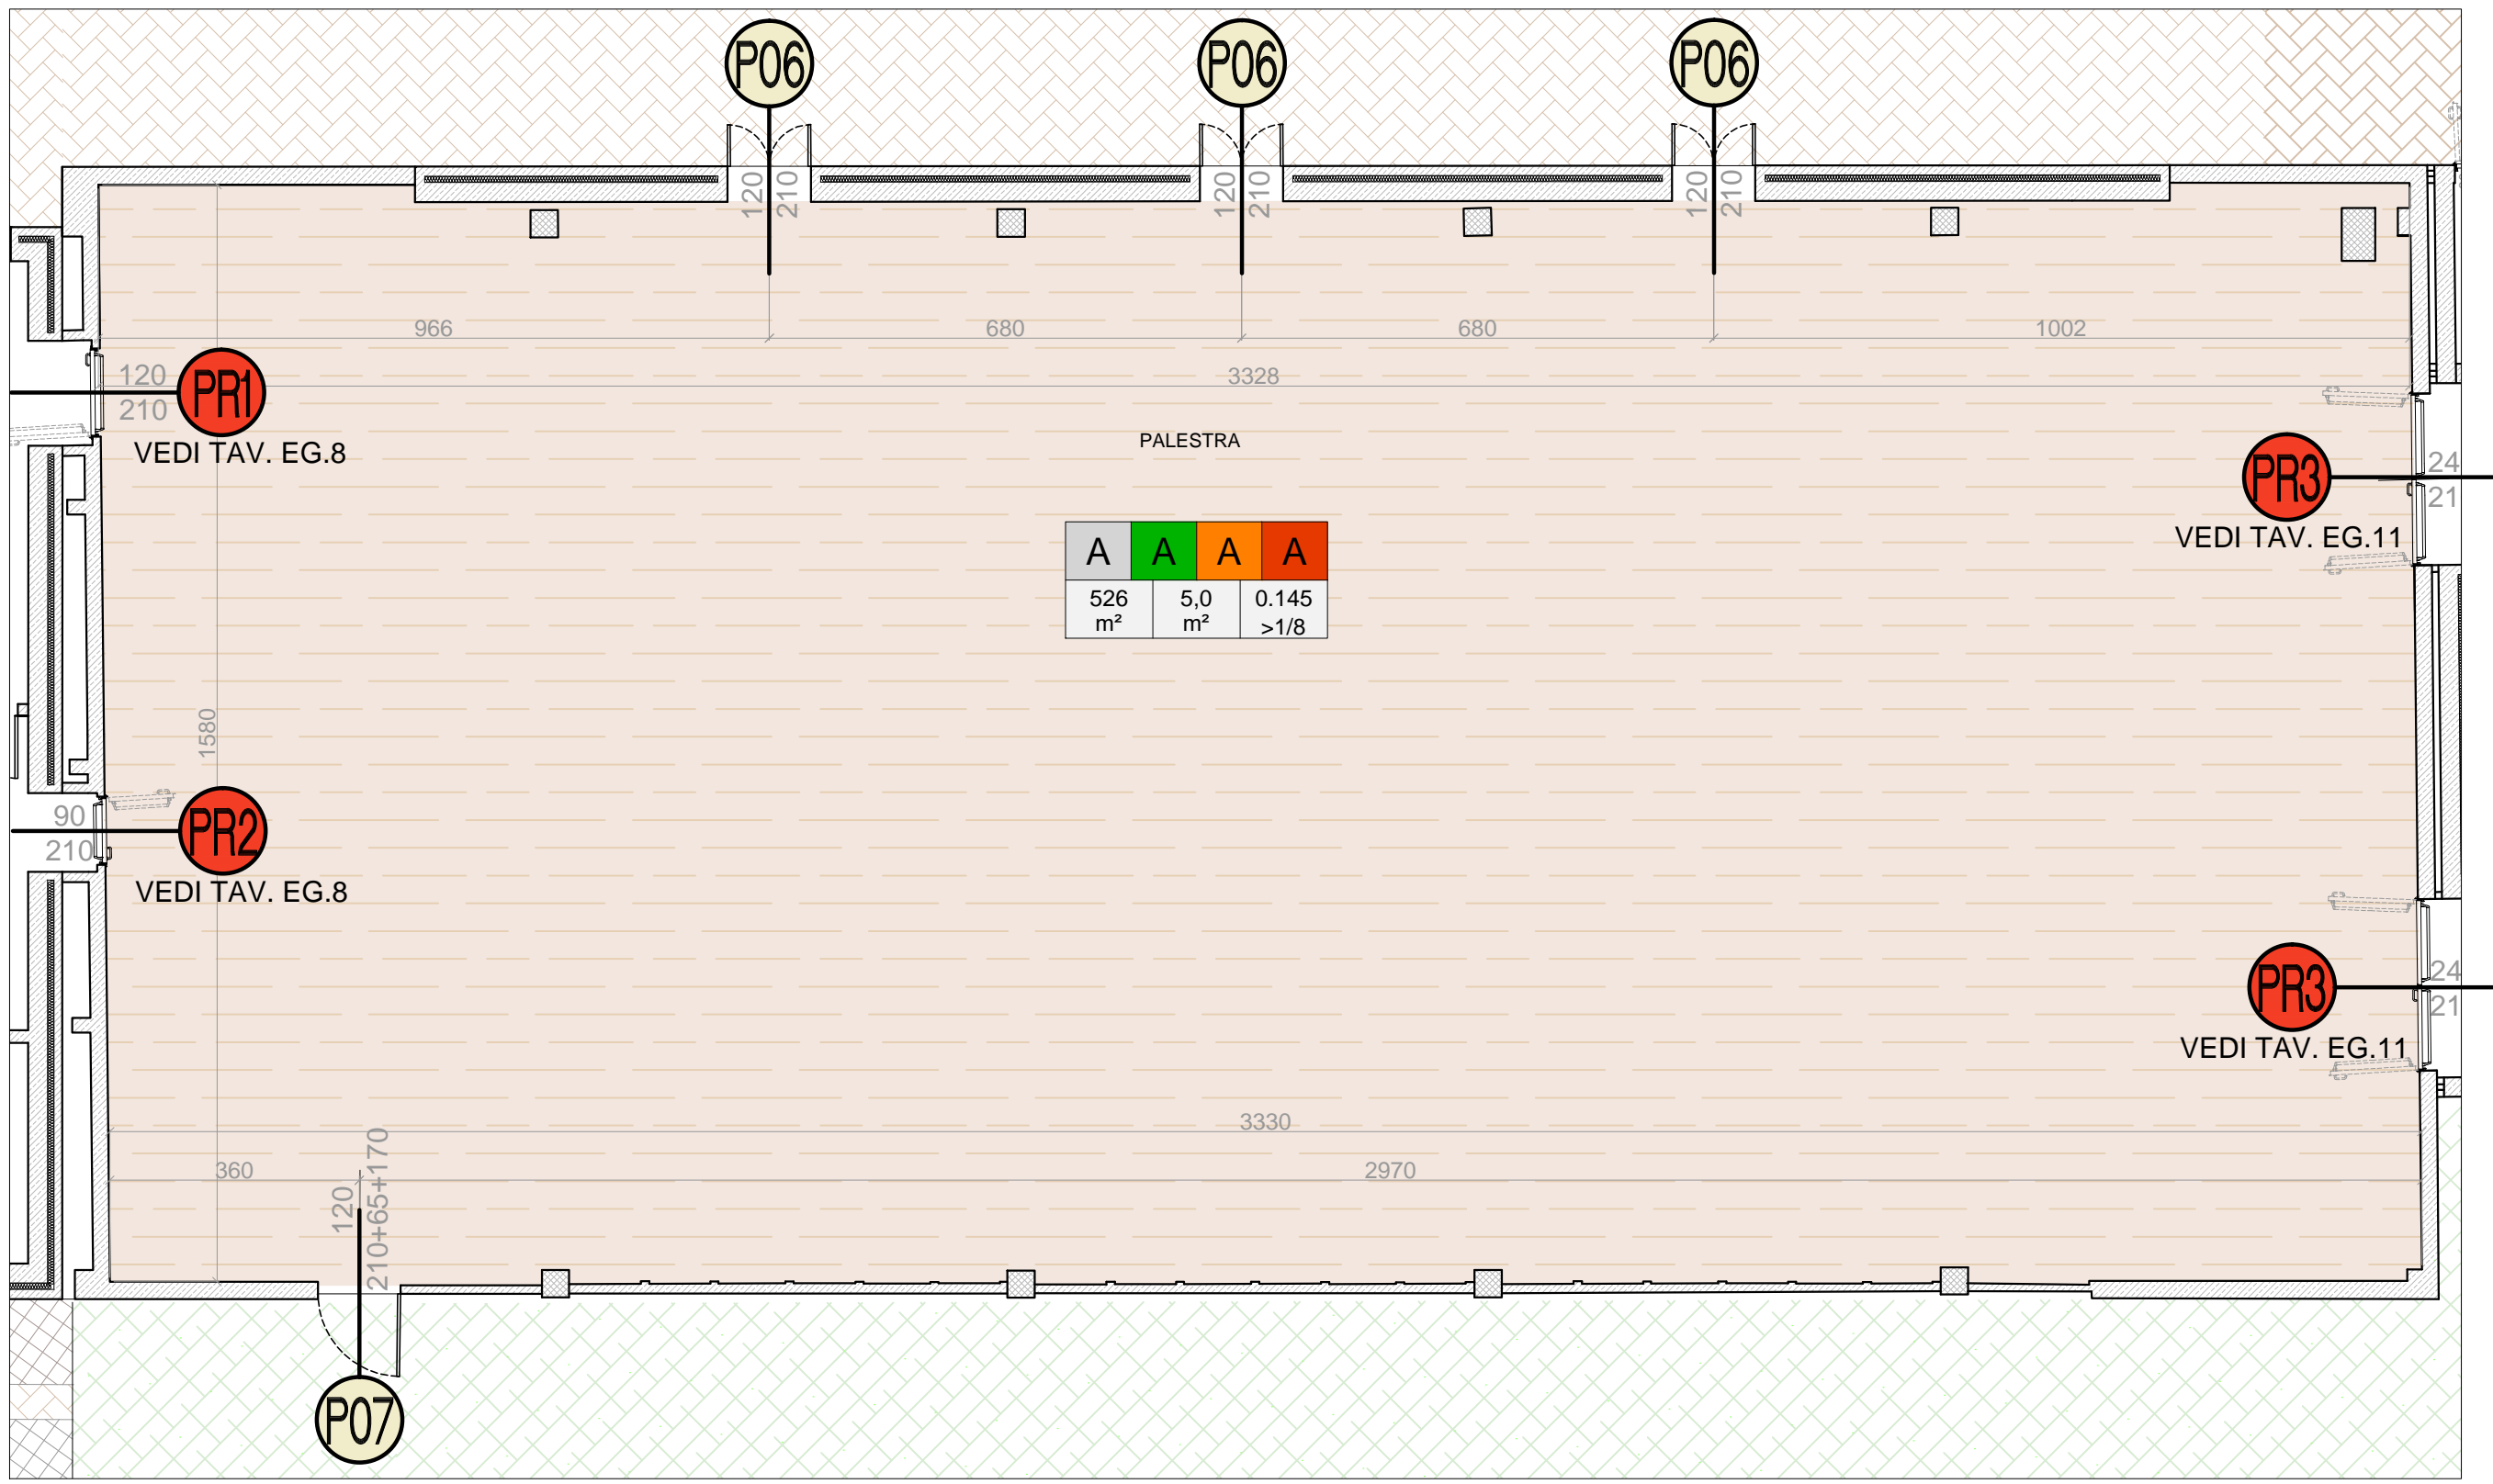 P06
P06
P06
120
210
120
210
120
210
966
680
680
1002
3328
120
210
PR1
VEDI TAV. EG.8
PALESTRA
PR3
24
21
VEDI TAV. EG.11
A A A A
526 m²
5,0 m²
0.145 >1/8
1580
90
210
PR2
VEDI TAV. EG.8
PR3
24
21
VEDI TAV. EG.11
3330
360
2970
120
210+65+170
P07